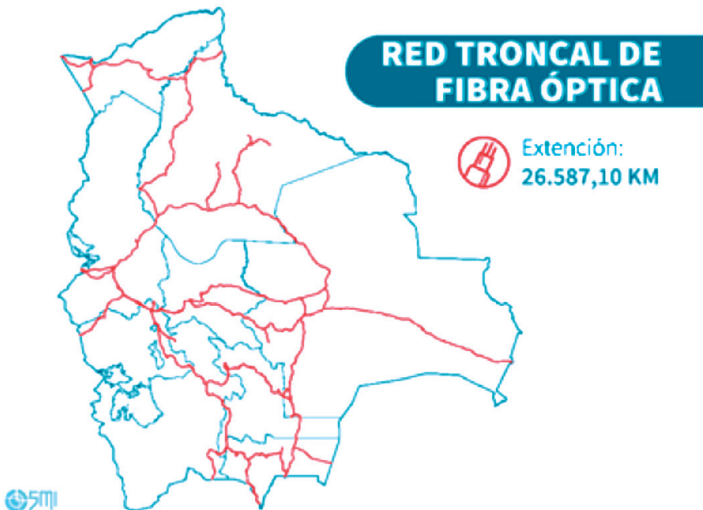 RED TRONCAL DE
FIBRA ÓPTICA
Extención:
26.587,10 KM